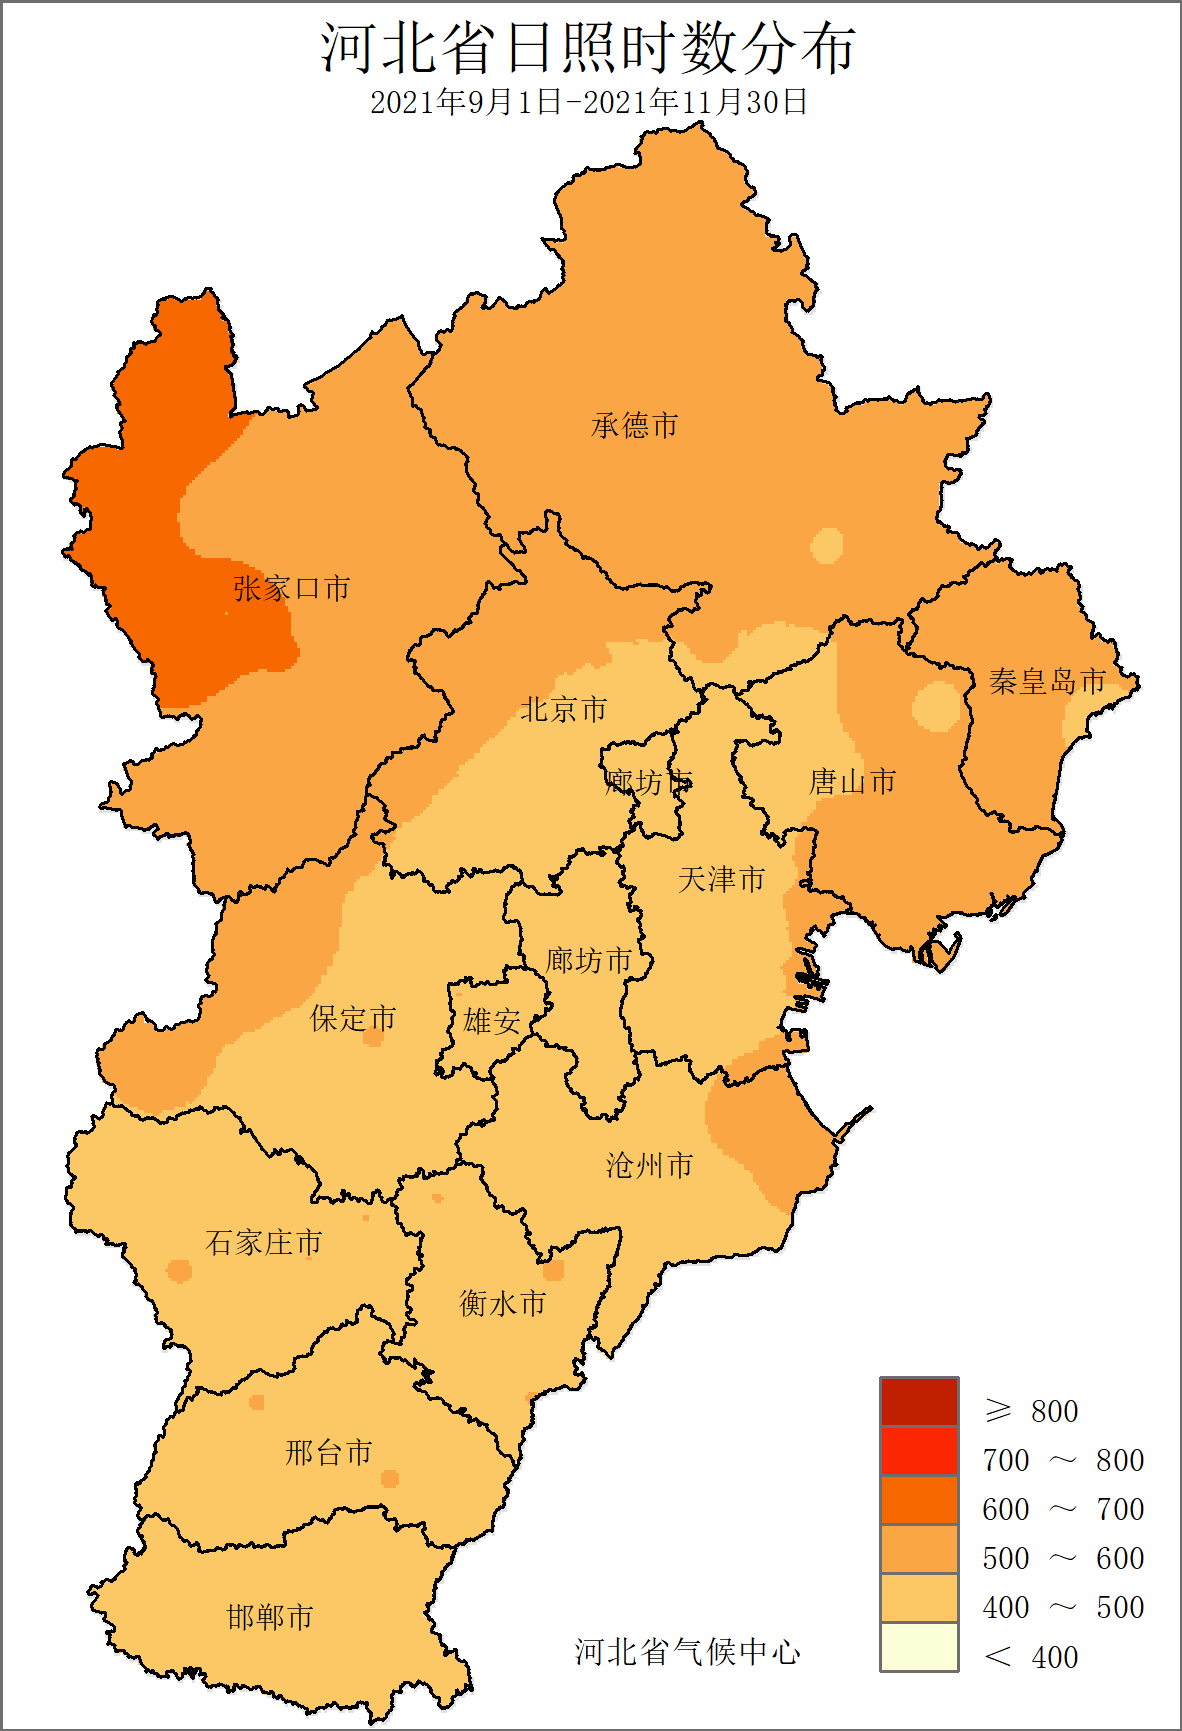 河北省日照时数分布
2021年9月1日-2021年11月30日
承德市
张家口市
秦皇岛市
北京市
廊坊市
唐山市
天津市
廊坊市
保定市
雄安
沧州市
石家庄市
衡水市
邢台市
邯郸市
河北省气候中心
≥ 800
700 ～ 800
600 ～ 700
500 ～ 600
400 ～ 500
＜ 400